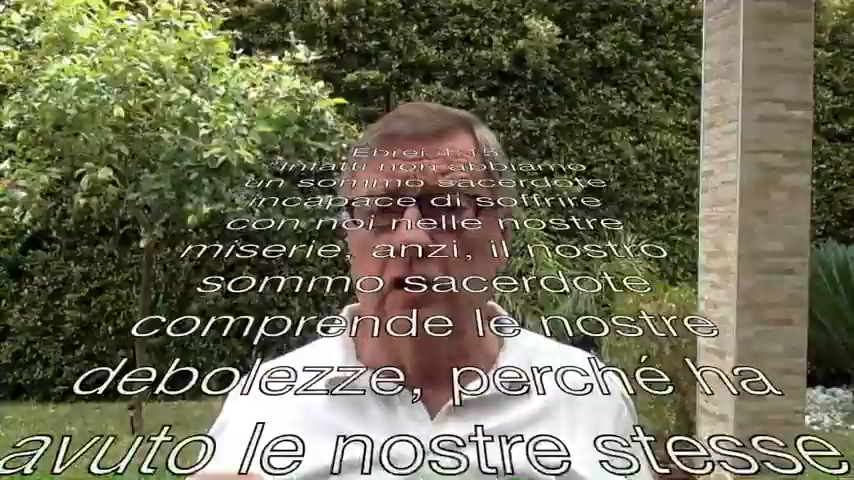 Ebrei 4:15
"Infatti non abbiamo
un sommo sacerdote
incapace di soffrire
con noi nelle nostre
miserie, anzi, il nostro
sommo sacerdote
comprende le nostre
debolezze, perché ha
avuto le nostre stesse